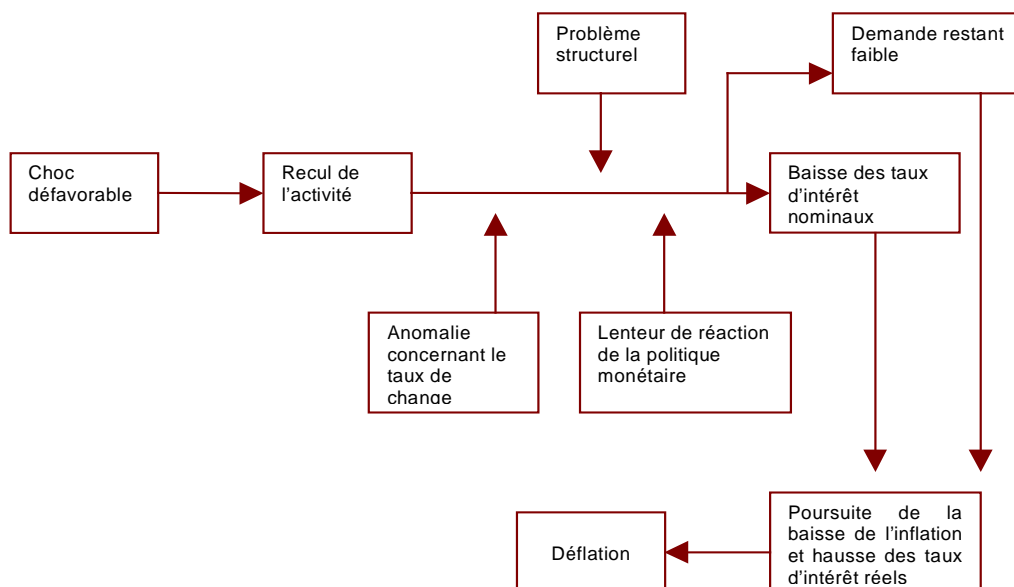 Problème
structurel
Demande restant
faible
Choc
défavorable
Recul de
l'activité
Baisse des taux
d'intérêt
nominaux
Anomalie
concernant le
taux de
change
Lenteur de réaction
de la politique
monétaire
Poursuite de la
baisse de l'inflation
et hausse des taux
d'intérêt réels
Déflation